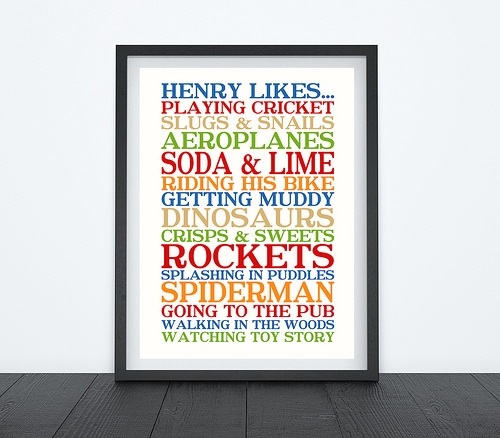 HENRY LIKES...
PLAYING CRICKET
SLUGS & SNAILS
AEROPLANES
SODA & LIME
RIDING HIS BIKE
GETTING MUDDY
DINOSAURS
CRISPS & SWEETS
ROCKETS
SPLASHING IN PUDDLES
SPIDERMAN
GOING TO THE PUB
WALKING IN THE WOODS
WATCHING TOY STORY